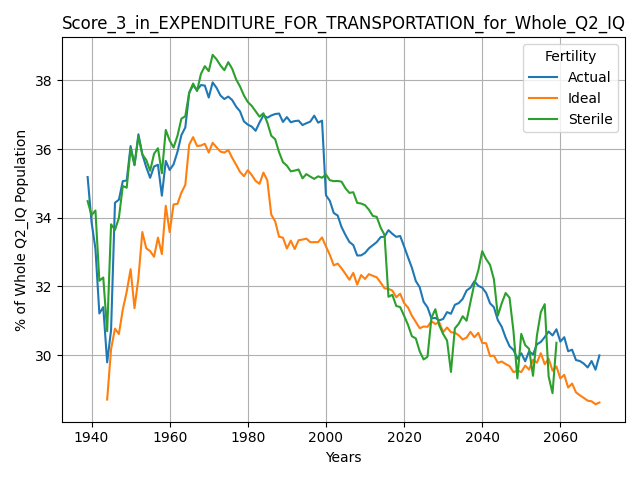 Score_3_in_EXPENDITURE_FOR_TRANSPORTATION_for_Whole_Q2_IQ
Fertility
Actual
Ideal
Sterile
% of Whole Q2_IQ Population
38
36
34
32
30
1940 1960 1980 2000 2020 2040 2060
Years